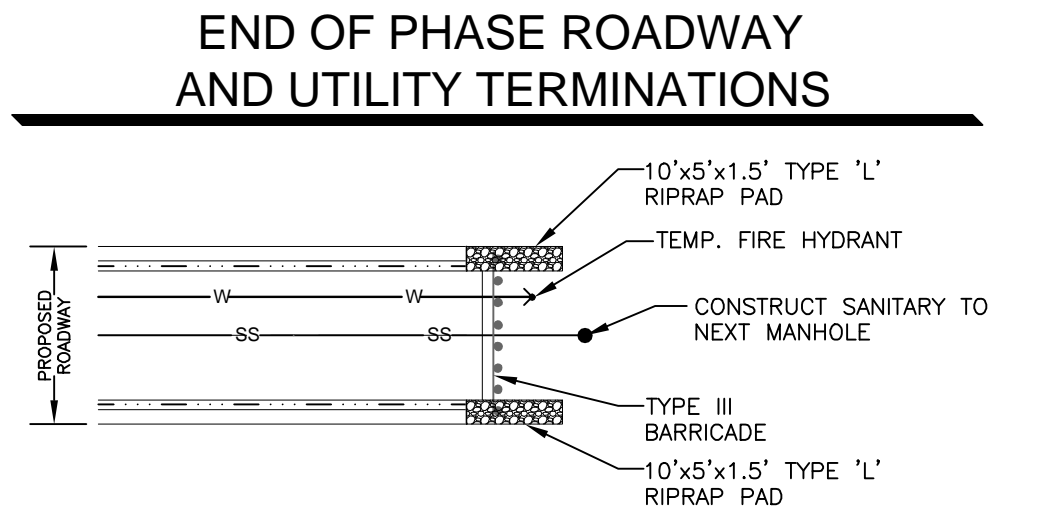 END OF PHASE ROADWAY
AND UTILITY TERMINATIONS
10'x5'x1.5' TYPE 'L'
RIPRAP PAD
TEMP. FIRE HYDRANT
W W
CONSTRUCT SANITARY TO
NEXT MANHOLE
SS SS
PROPOSED
ROADWAY
TYPE III
BARRICADE
10'x5'x1.5' TYPE 'L'
RIPRAP PAD